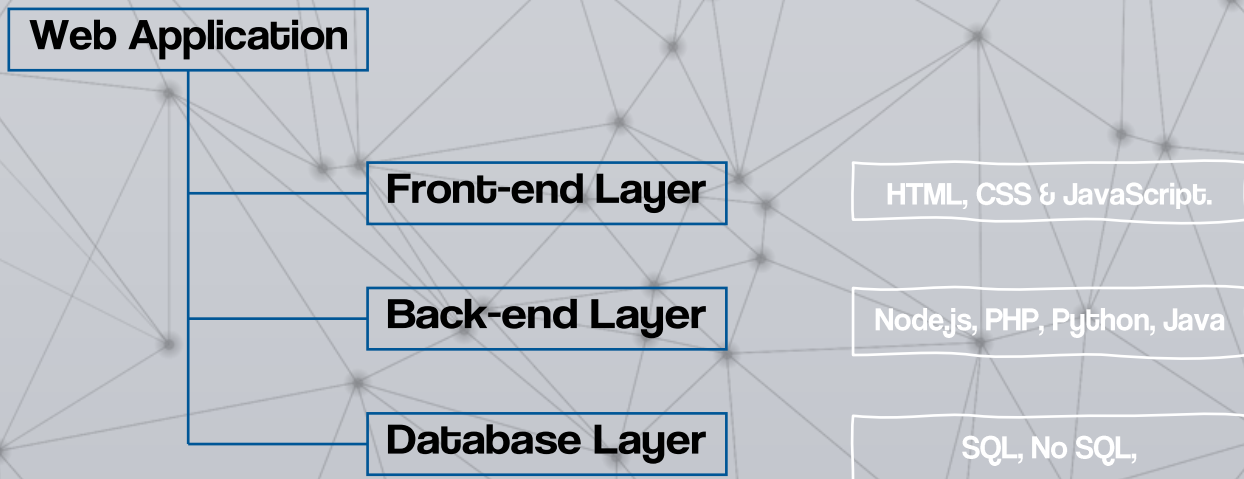 Web Application
Front-end Layer
HTML, CSS & JavaScript.
Back-end Layer
Node.js, PHP, Python, Java
Database Layer
SQL, No SQL,